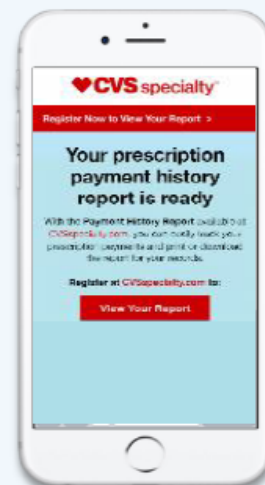 CVS specialty™
Register Now to View Your Report >
Your prescription
payment history
report is ready
With the Payment History Report available at
CVSspecialty.com, you can easily track your
prescription payments and print or download
the report for your records.
Register at CVSspecialty.com to:
View Your Report